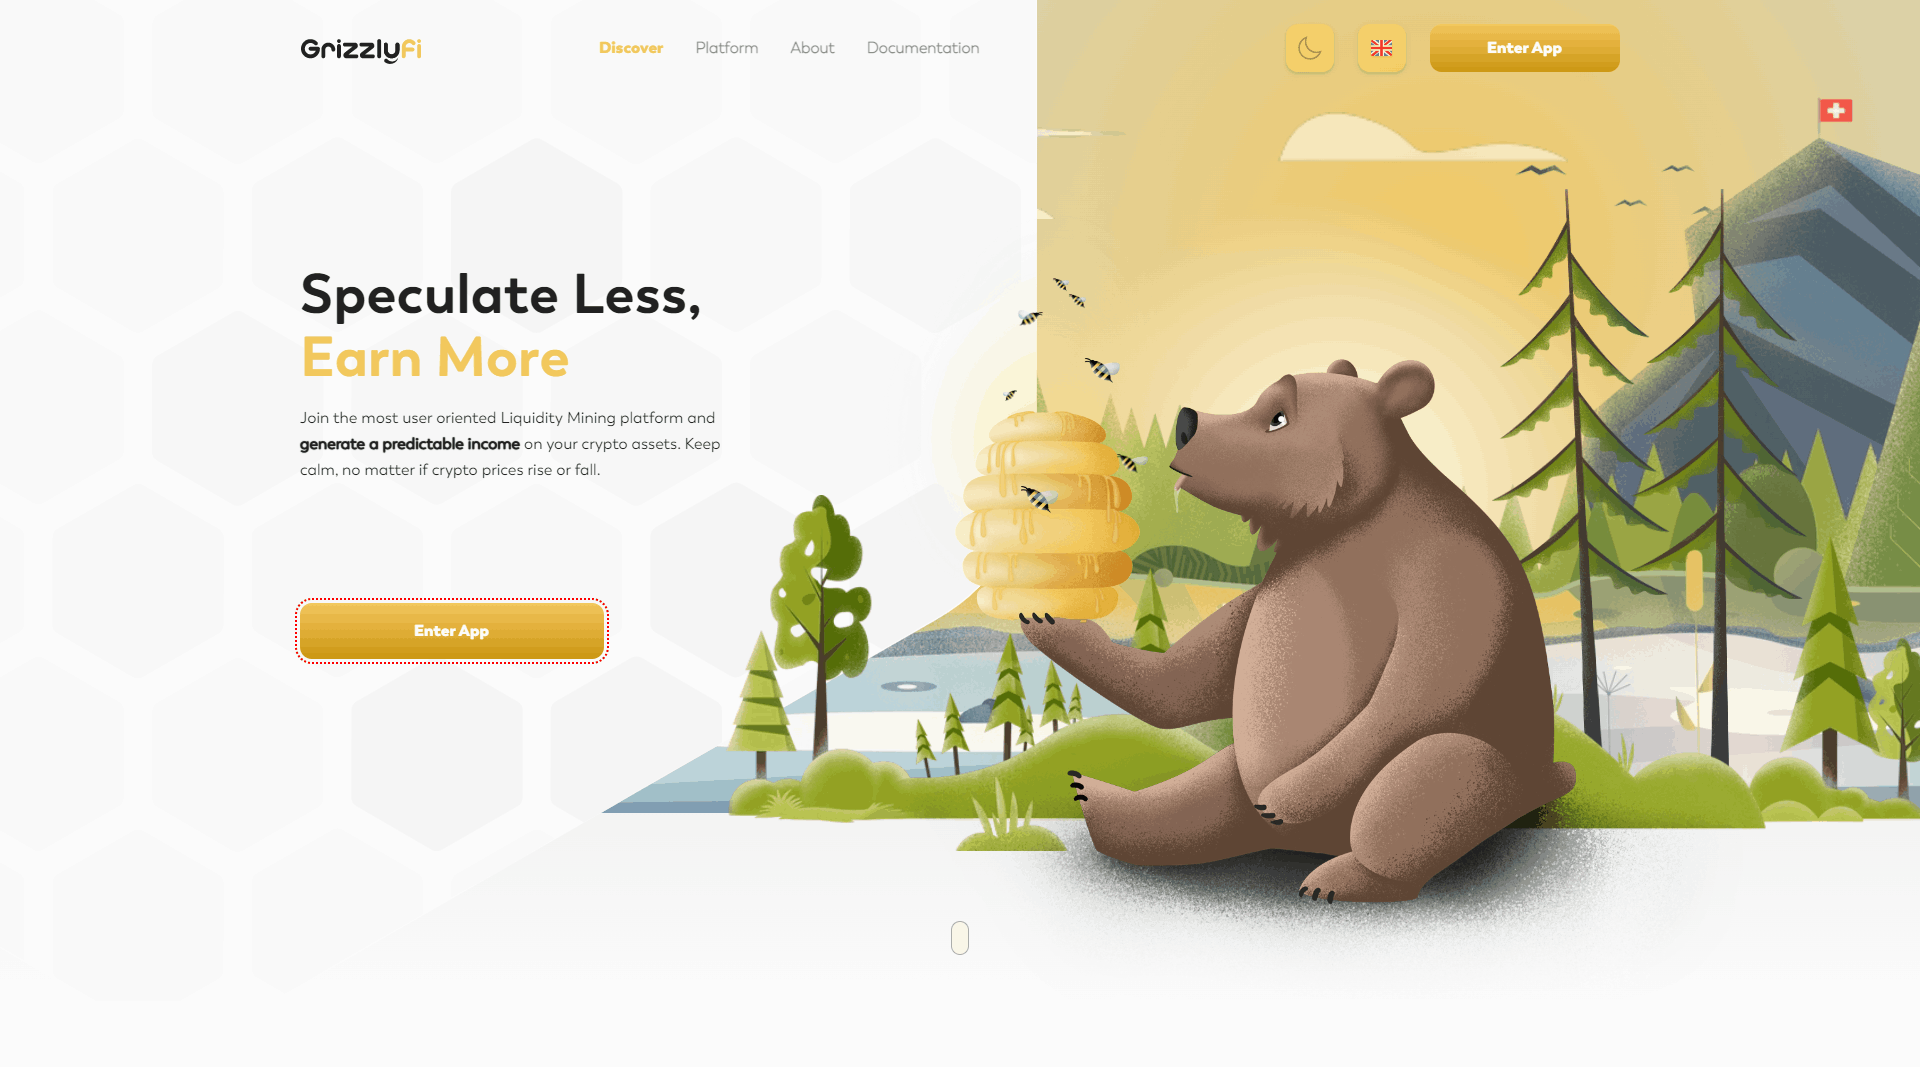 GrizzlyFi
Discover
Platform
About
Documentation
Enter App
Speculate Less,
Earn More
Join the most user oriented Liquidity Mining platform and
generate a predictable income on your crypto assets. Keep
calm, no matter if crypto prices rise or fall.
Enter App